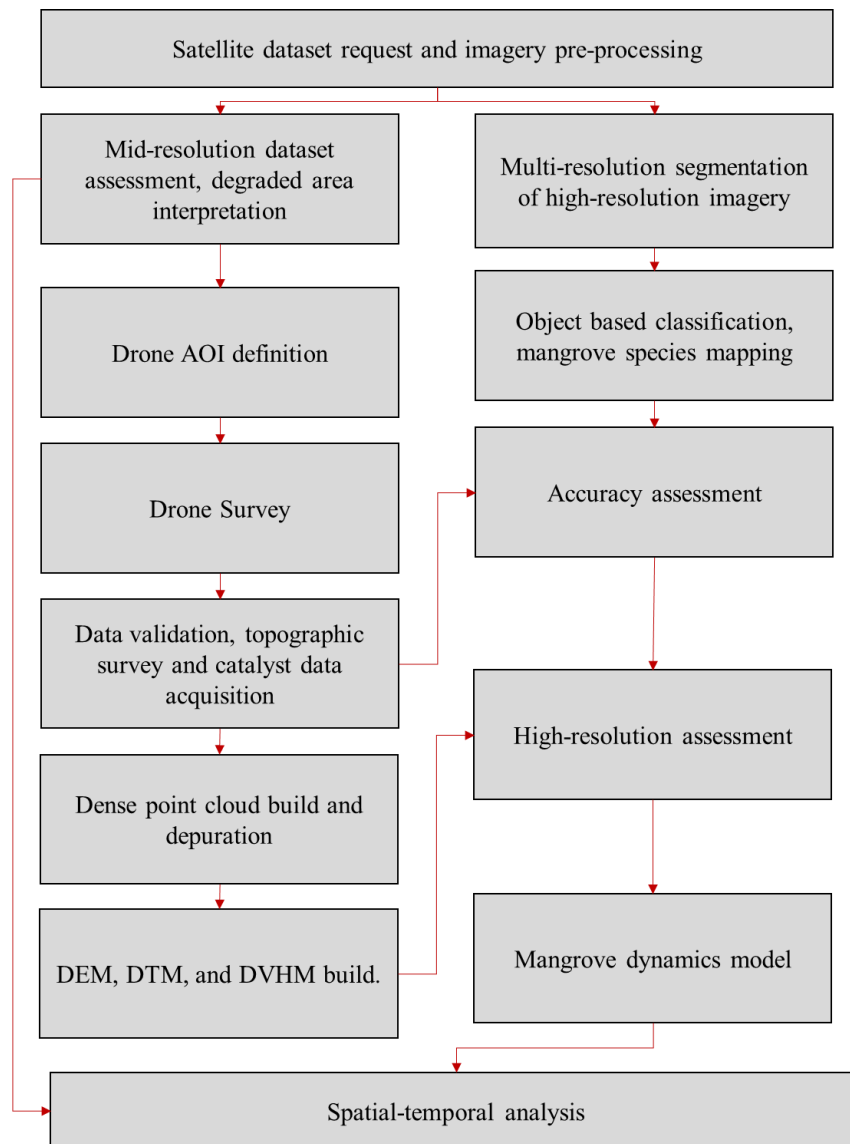 Satellite dataset request and imagery pre-processing
Mid-resolution dataset
assessment, degraded area
interpretation
Drone AOI definition
Drone Survey
Data validation, topographic
survey and catalyst data
acquisition
Dense point cloud build and
depuration
DEM, DTM, and DVHM build.
Multi-resolution segmentation
of high-resolution imagery
Object based classification,
mangrove species mapping
Accuracy assessment
High-resolution assessment
Mangrove dynamics model
Spatial-temporal analysis